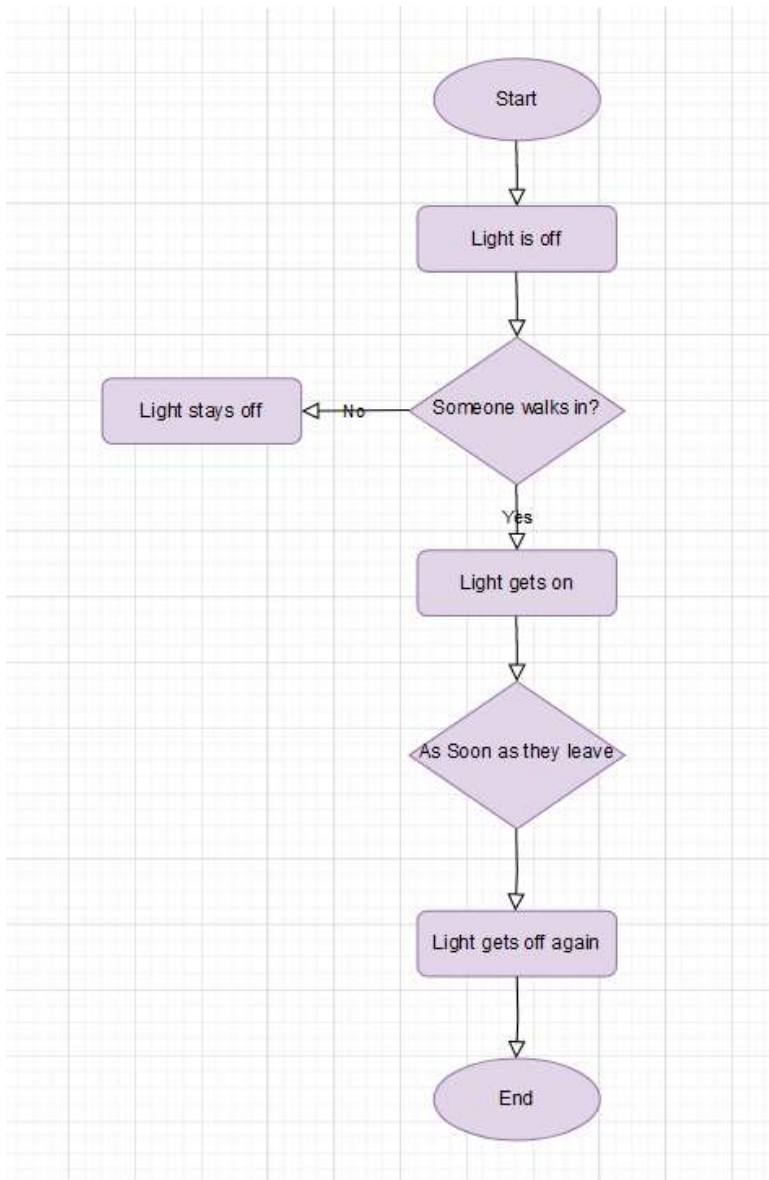 Start
Light is off
Someone walks in?
No
Light stays off
Yes
Light gets on
As Soon as they leave
Light gets off again
End